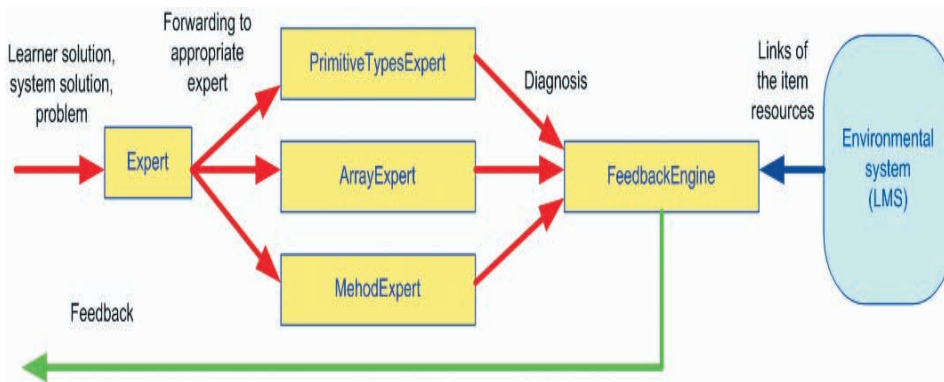 Learner solution,
system solution,
problem
Forwarding to
appropriate
expert
Expert
PrimitiveTypesExpert
ArrayExpert
MehodExpert
Diagnosis
FeedbackEngine
Links of
the item
resources
Environmental
system
(LMS)
Feedback